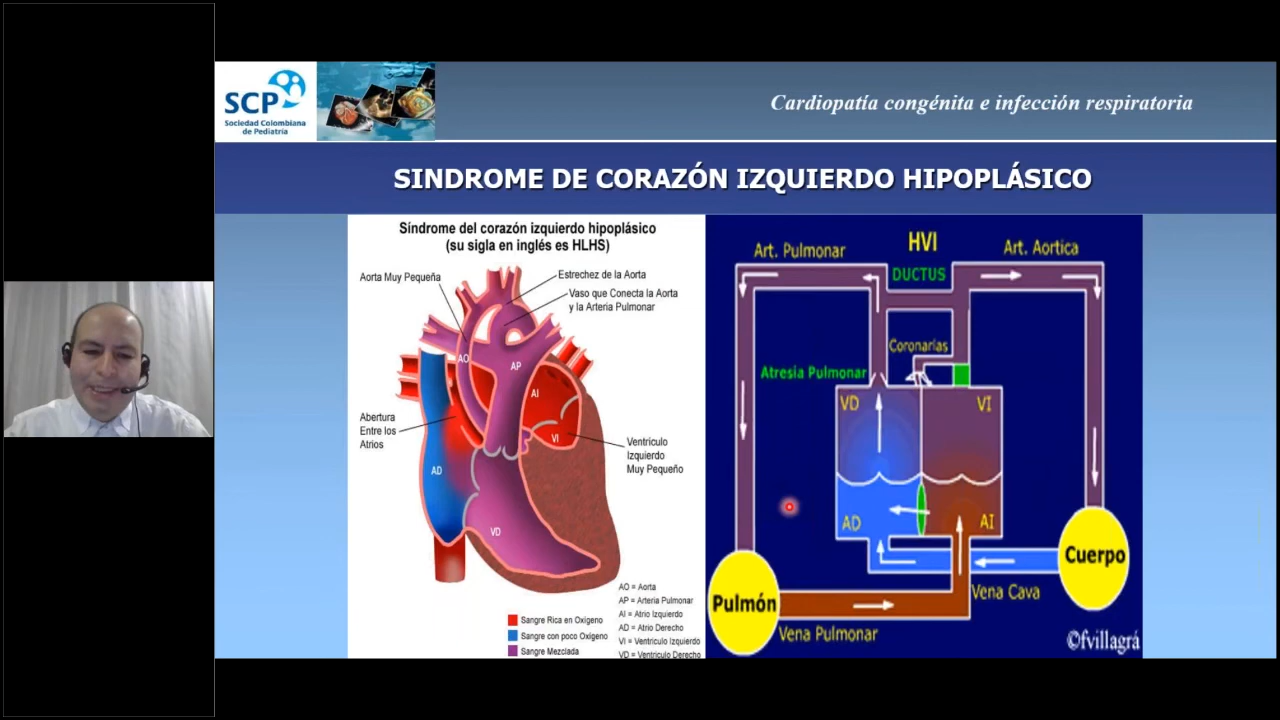 SCP
Sociedad Colombiana
de Pediatría
Cardiopatía congénita e infección respiratoria
SINDROME DE CORAZÓN IZQUIERDO HIPOPLÁSICO
Síndrome del corazón izquierdo hipoplásico
(su sigla en inglés es HLHS)
Aorta Muy Pequeña
Estrechez de la Aorta
Vaso que Conecta la Aorta
y la Arteria Pulmonar
AO
AP
AI
Abertura
Entre los
Atrios
VI
Ventriculo
Izquierdo
Muy Pequeño
AD
VD
AO = Aorta
AP = Arteria Pulmonar
AI = Atrio Izquierdo
AD = Atrio Derecho
VI = Ventriculo Izquierdo
VD = Ventriculo Derecho
Sangre Rica en Oxigeno
Sangre con poco Oxigeno
Sangre Mezclada
HVI
Art. Pulmonar
Art. Aortica
DUCTUS
Coronarias
Atresia Pulmonar
VD
VI
AD
AI
Cuerpo
Pulmón
Vena Cava
Vena Pulmonar
©fvillagrá